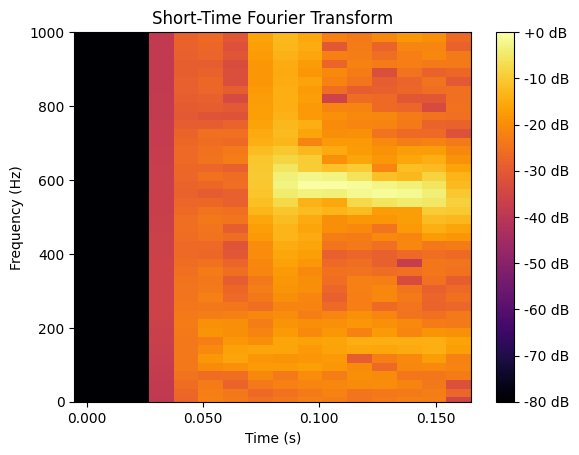 Short-Time Fourier Transform
Frequency (Hz)
1000
800
600
400
200
0
0.000
0.050
0.100
0.150
Time (s)
+0 dB
-10 dB
-20 dB
-30 dB
-40 dB
-50 dB
-60 dB
-70 dB
-80 dB